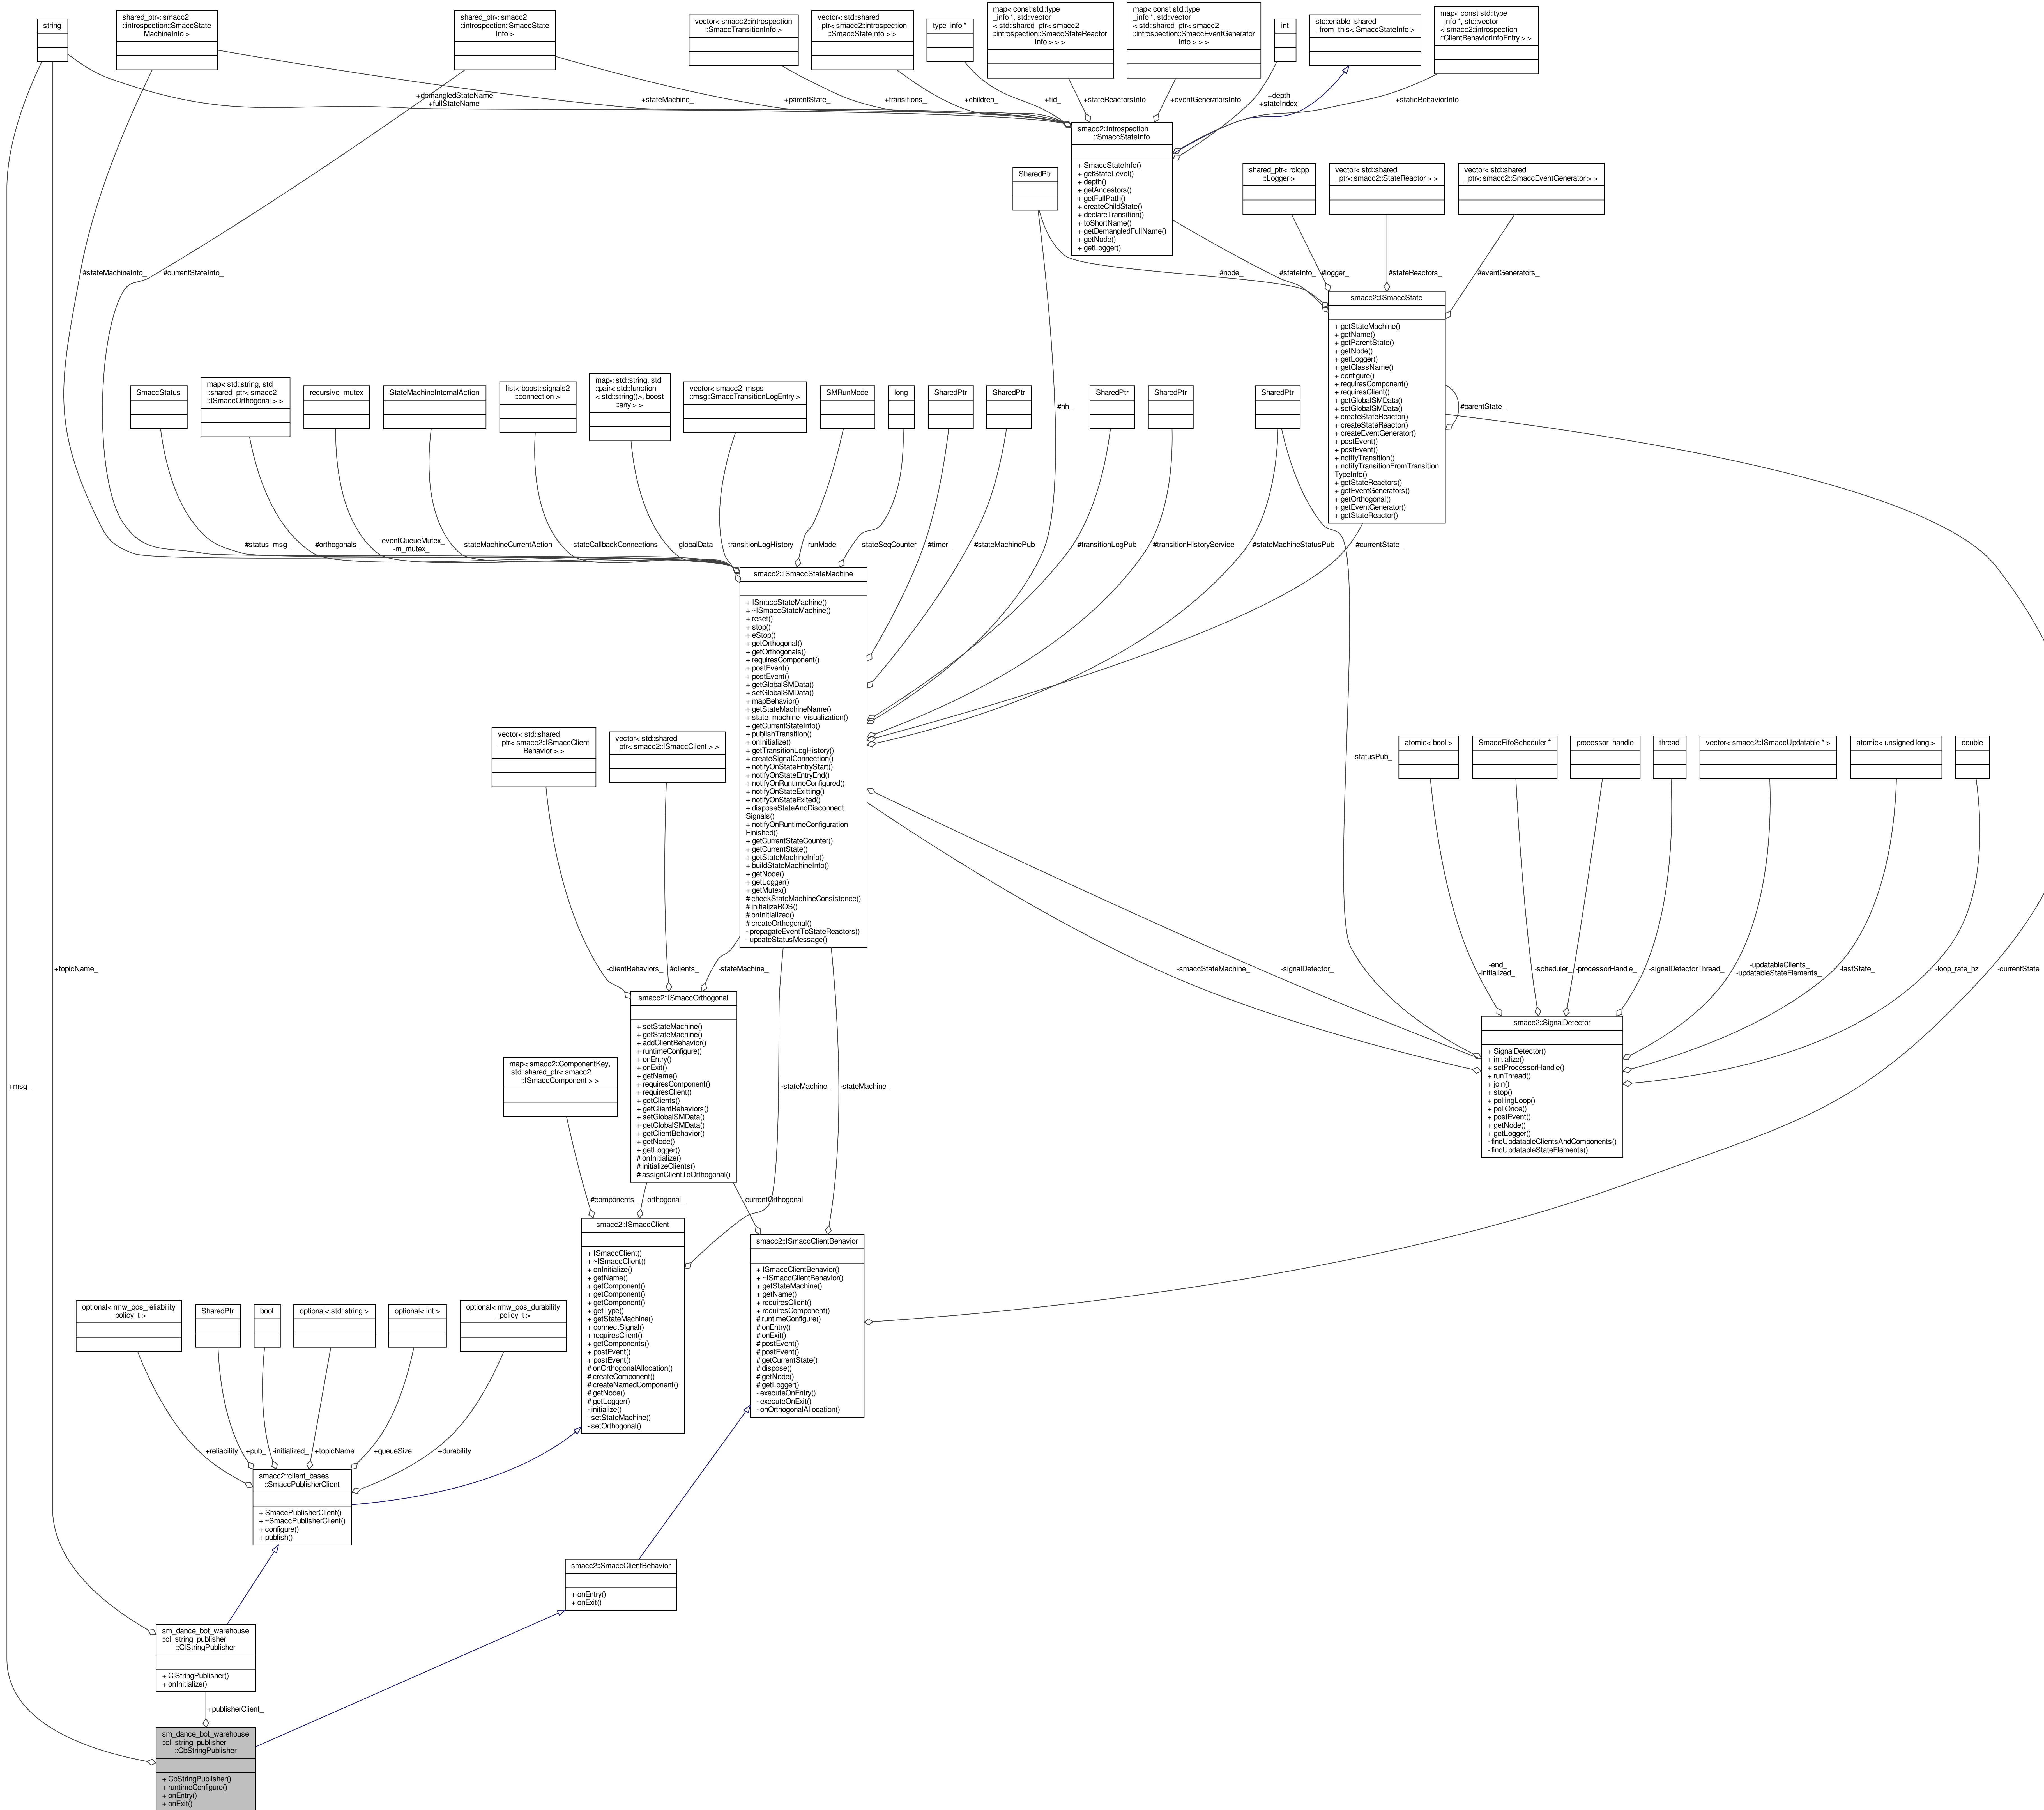 string
shared_ptr< smacc2
::introspection::SmaccState
MachineInfo >
shared_ptr< smacc2
::introspection::SmaccState
Info >
vector< smacc2::introspection
::SmaccTransitionInfo >
vector< std::shared
_ptr< smacc2::introspection
::SmaccStateInfo > >
type_info *
map< const std::type
_info *, std::vector
< std::shared_ptr< smacc2
::introspection::SmaccStateReactor
Info > > >
map< const std::type
_info *, std::vector
< std::shared_ptr< smacc2
::introspection::SmaccEventGenerator
Info > > >
int
std::enable_shared
_from_this< SmaccStateInfo >
map< const std::type
_info *, std::vector
< smacc2::introspection
::ClientBehaviorInfoEntry > >
+demangledStateName
+fullStateName
+stateMachine_
+parentState_
+transitions_
+children_
+tid_
+stateReactorsInfo
+eventGeneratorsInfo
+depth_
+stateIndex_
+staticBehaviorInfo
smacc2::introspection
::SmaccStateInfo
+ SmaccStateInfo()
+ getStateLevel()
+ depth()
+ getAncestors()
+ getFullPath()
+ createChildState()
+ declareTransition()
+ toShortName()
+ getDemangledFullName()
+ getNode()
+ getLogger()
SharedPtr
shared_ptr< rclcpp
::Logger >
vector< std::shared
_ptr< smacc2::StateReactor > >
vector< std::shared
_ptr< smacc2::SmaccEventGenerator > >
#stateMachineInfo_
#currentStateInfo_
#node_
#stateInfo_
#logger_
#stateReactors_
#eventGenerators_
smacc2::ISmaccState
+ getStateMachine()
+ getName()
+ getParentState()
+ getNode()
+ getLogger()
+ getClassName()
+ configure()
+ requiresComponent()
+ requiresClient()
+ getGlobalSMData()
+ setGlobalSMData()
+ createStateReactor()
+ createStateReactor()
+ createEventGenerator()
+ postEvent()
+ postEvent()
+ notifyTransition()
+ notifyTransitionFromTransition
TypeInfo()
+ getStateReactors()
+ getEventGenerators()
+ getOrthogonal()
+ getEventGenerator()
+ getStateReactor()
#parentState_
SmaccStatus
map< std::string, std
::shared_ptr< smacc2
::ISmaccOrthogonal > >
recursive_mutex
StateMachineInternalAction
list< boost::signals2
::connection >
map< std::string, std
::pair< std::function
< std::string()>, boost
::any > >
vector< smacc2_msgs
::msg::SmaccTransitionLogEntry >
SMRunMode
long
SharedPtr
SharedPtr
SharedPtr
SharedPtr
SharedPtr
#nh_
#status_msg_
#orthogonals_
-eventQueueMutex_
-m_mutex_
-stateMachineCurrentAction
-stateCallbackConnections
-globalData_
-transitionLogHistory_
-runMode_
-stateSeqCounter_
#timer_
#stateMachinePub_
#transitionLogPub_
#transitionHistoryService_
#stateMachineStatusPub_
#currentState_
smacc2::ISmaccStateMachine
+ ISmaccStateMachine()
+ ~ISmaccStateMachine()
+ reset()
+ stop()
+ eStop()
+ getOrthogonal()
+ getOrthogonals()
+ requiresComponent()
+ postEvent()
+ postEvent()
+ getGlobalSMData()
+ setGlobalSMData()
+ mapBehavior()
+ getStateMachineName()
+ state_machine_visualization()
+ getCurrentStateInfo()
+ publishTransition()
+ onInitialize()
+ getTransitionLogHistory()
+ createSignalConnection()
+ notifyOnStateEntryStart()
+ notifyOnStateEntryEnd()
+ notifyOnRuntimeConfigured()
+ notifyOnStateExitting()
+ notifyOnStateExited()
+ disposeStateAndDisconnect
Signals()
+ notifyOnRuntimeConfiguration
Finished()
+ getCurrentStateCounter()
+ getCurrentState()
+ getStateMachineInfo()
+ buildStateMachineInfo()
+ getNode()
+ getLogger()
+ getMutex()
# checkStateMachineConsistence()
# initializeROS()
# onInitialized()
# createOrthogonal()
- propagateEventToStateReactors()
- updateStatusMessage()
vector< std::shared
_ptr< smacc2::ISmaccClient
Behavior > >
vector< std::shared
_ptr< smacc2::ISmaccClient > >
-statusPub_
atomic< bool >
SmaccFifoScheduler *
processor_handle
thread
vector< smacc2::ISmaccUpdatable * >
atomic< unsigned long >
double
+topicName_
-clientBehaviors_
#clients_
-stateMachine_
-smaccStateMachine_
-signalDetector_
-end_
-initialized_
-scheduler_
-processorHandle_
-signalDetectorThread_
-updatableClients_
-updatableStateElements_
-lastState_
-loop_rate_hz
-currentState
smacc2::ISmaccOrthogonal
+ setStateMachine()
+ getStateMachine()
+ addClientBehavior()
+ runtimeConfigure()
+ onEntry()
+ onExit()
+ getName()
+ requiresComponent()
+ requiresClient()
+ getClients()
+ getClientBehaviors()
+ setGlobalSMData()
+ getGlobalSMData()
+ getClientBehavior()
+ getNode()
+ getLogger()
# onInitialize()
# initializeClients()
# assignClientToOrthogonal()
smacc2::SignalDetector
+ SignalDetector()
+ initialize()
+ setProcessorHandle()
+ runThread()
+ join()
+ stop()
+ pollingLoop()
+ pollOnce()
+ postEvent()
+ getNode()
+ getLogger()
- findUpdatableClientsAndComponents()
- findUpdatableStateElements()
map< smacc2::ComponentKey,
std::shared_ptr< smacc2
::ISmaccComponent > >
+msg_
-stateMachine_
-stateMachine_
#components_
-orthogonal_
-currentOrthogonal
smacc2::ISmaccClient
+ ISmaccClient()
+ ~ISmaccClient()
+ onInitialize()
+ getName()
+ getComponent()
+ getComponent()
+ getComponent()
+ getType()
+ getStateMachine()
+ connectSignal()
+ requiresClient()
+ getComponents()
+ postEvent()
+ postEvent()
# onOrthogonalAllocation()
# createComponent()
# createNamedComponent()
# getNode()
# getLogger()
- initialize()
- setStateMachine()
- setOrthogonal()
smacc2::ISmaccClientBehavior
+ ISmaccClientBehavior()
+ ~ISmaccClientBehavior()
+ getStateMachine()
+ getName()
+ requiresClient()
+ requiresComponent()
# runtimeConfigure()
# onEntry()
# onExit()
# postEvent()
# postEvent()
# getCurrentState()
# dispose()
# getNode()
# getLogger()
- executeOnEntry()
- executeOnExit()
- onOrthogonalAllocation()
optional< rmw_qos_reliability
_policy_t >
SharedPtr
bool
optional< std::string >
optional< int >
optional< rmw_qos_durability
_policy_t >
+reliability
+pub_
-initialized_
+topicName
+queueSize
+durability
smacc2::client_bases
::SmaccPublisherClient
+ SmaccPublisherClient()
+ ~SmaccPublisherClient()
+ configure()
+ publish()
smacc2::SmaccClientBehavior
+ onEntry()
+ onExit()
sm_dance_bot_warehouse
::cl_string_publisher
::ClStringPublisher
+ ClStringPublisher()
+ onInitialize()
+publisherClient_
sm_dance_bot_warehouse
::cl_string_publisher
::CbStringPublisher
+ CbStringPublisher()
+ runtimeConfigure()
+ onEntry()
+ onExit()